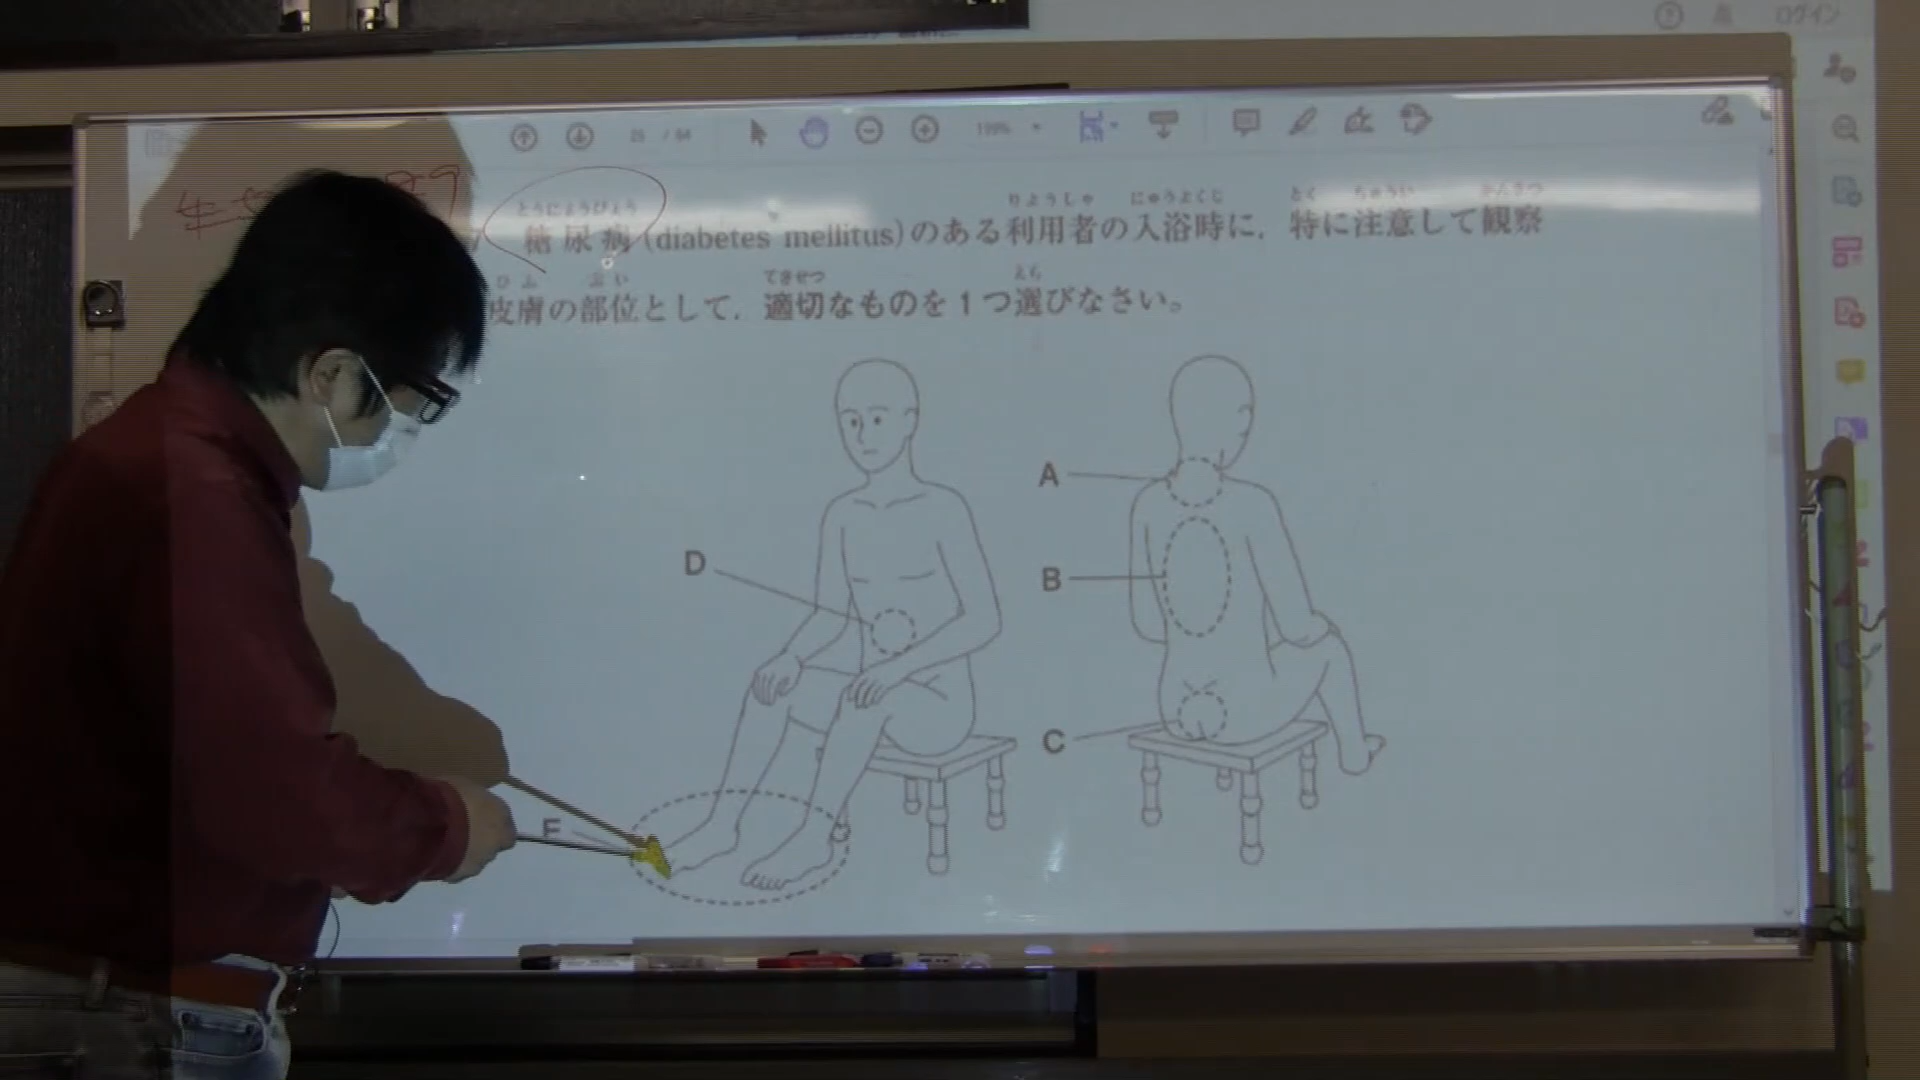 ログイン
199%
とうにょうびょう りようしゃ にゅうよくじ とく ちゅうい かんさつ
糖尿病(diabetes mellitus)のある利用者の入浴時に，特に注意して観察
ひふ ぶい てきせつ えら
皮膚の部位として，適切なものを1つ選びなさい。
A
D
B
C
E